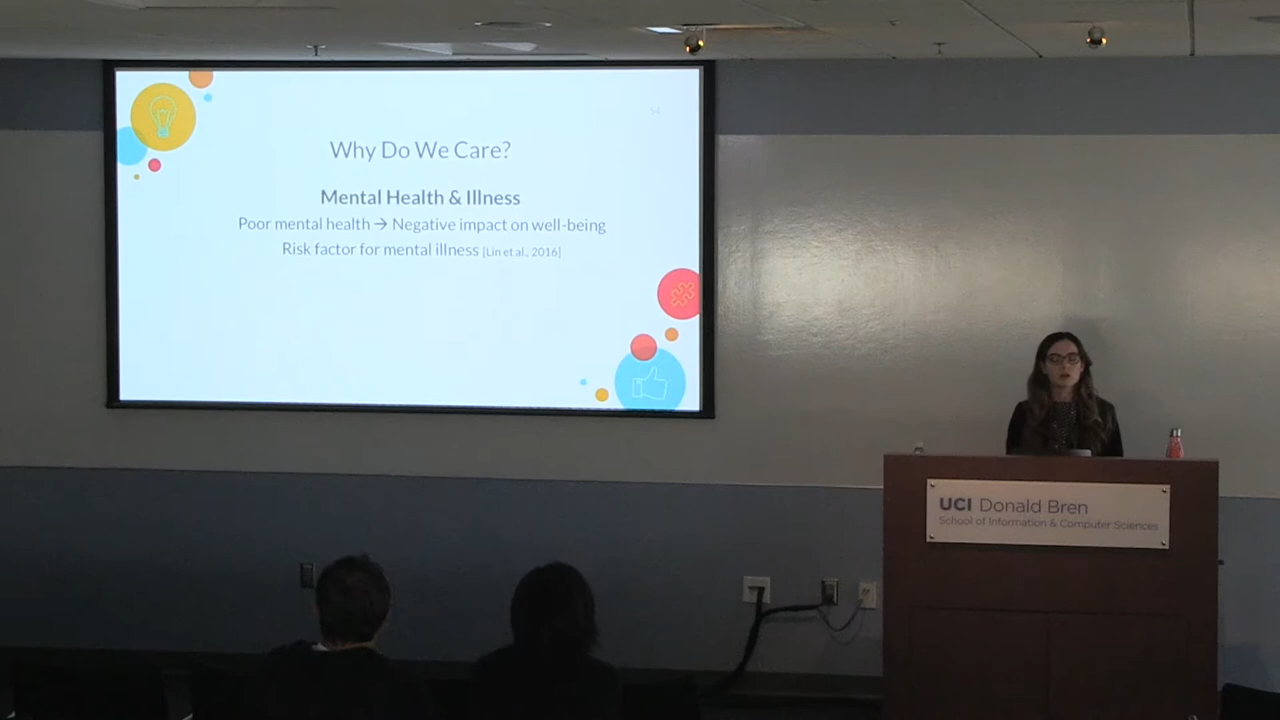 Why Do We Care?
Mental Health & Illness
Poor mental health → Negative impact on well-being
Risk factor for mental illness [Lin et al., 2016]
UCI Donald Bren
School of Information & Computer Sciences